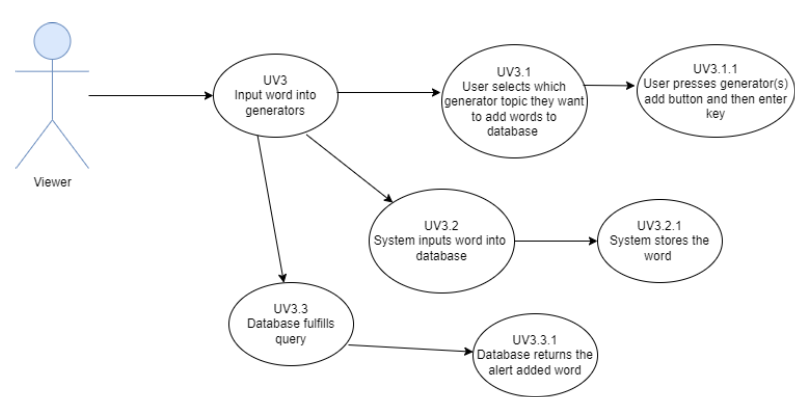 Viewer
UV3
Input word into
generators
UV3.1
User selects which
generator topic they want
to add words to
database
UV3.1.1
User presses generator(s)
add button and then enter
key
UV3.2
System inputs word into
database
UV3.2.1
System stores the
word
UV3.3
Database fulfills
query
UV3.3.1
Database returns the
alert added word